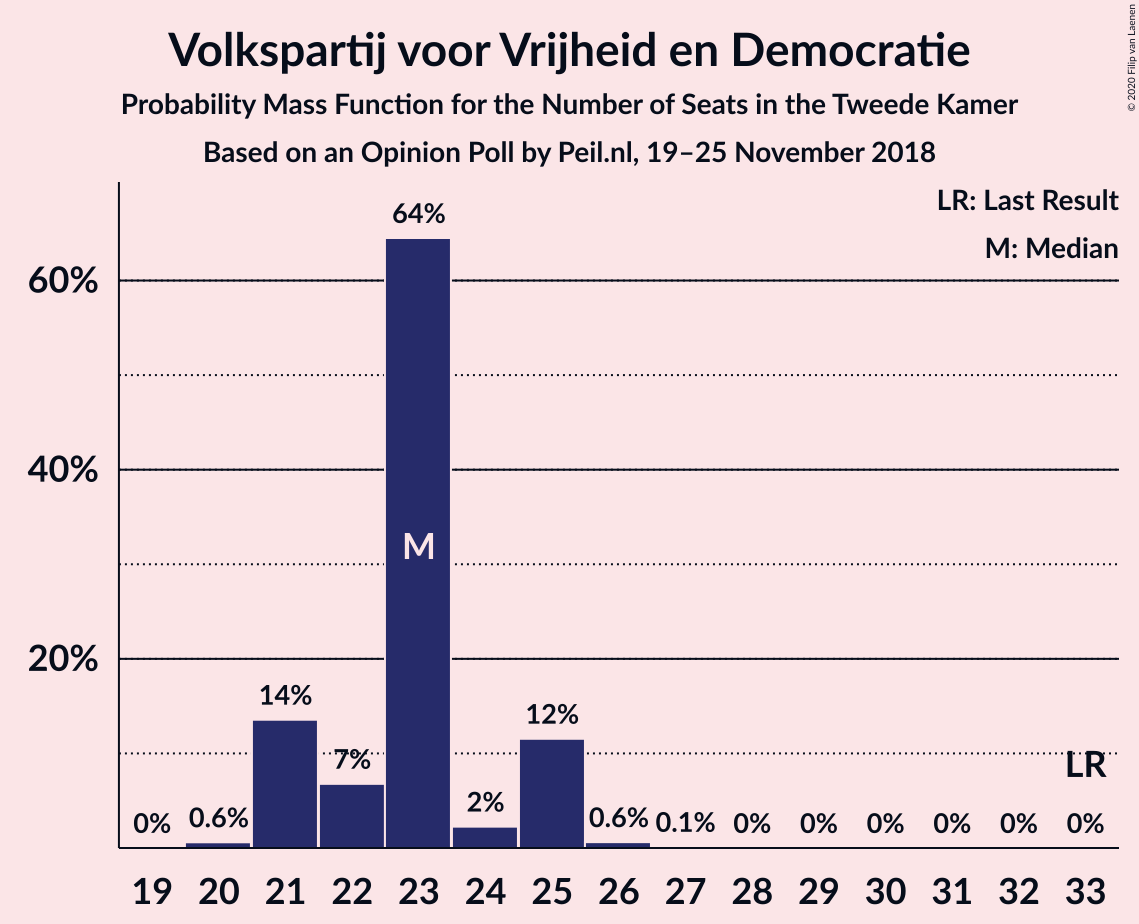 Volkspartij voor Vrijheid en Democratie
Probability Mass Function for the Number of Seats in the Tweede Kamer
Based on an Opinion Poll by Peil.nl, 19–25 November 2018
© 2020 Filip van Laenen
LR: Last Result
M: Median
60%
40%
20%
0%
0.6%
14%
7%
64%
M
2%
12%
0.6%
0.1%
0%
0%
0%
0%
0%
0%
LR
19 20 21 22 23 24 25 26 27 28 29 30 31 32 33